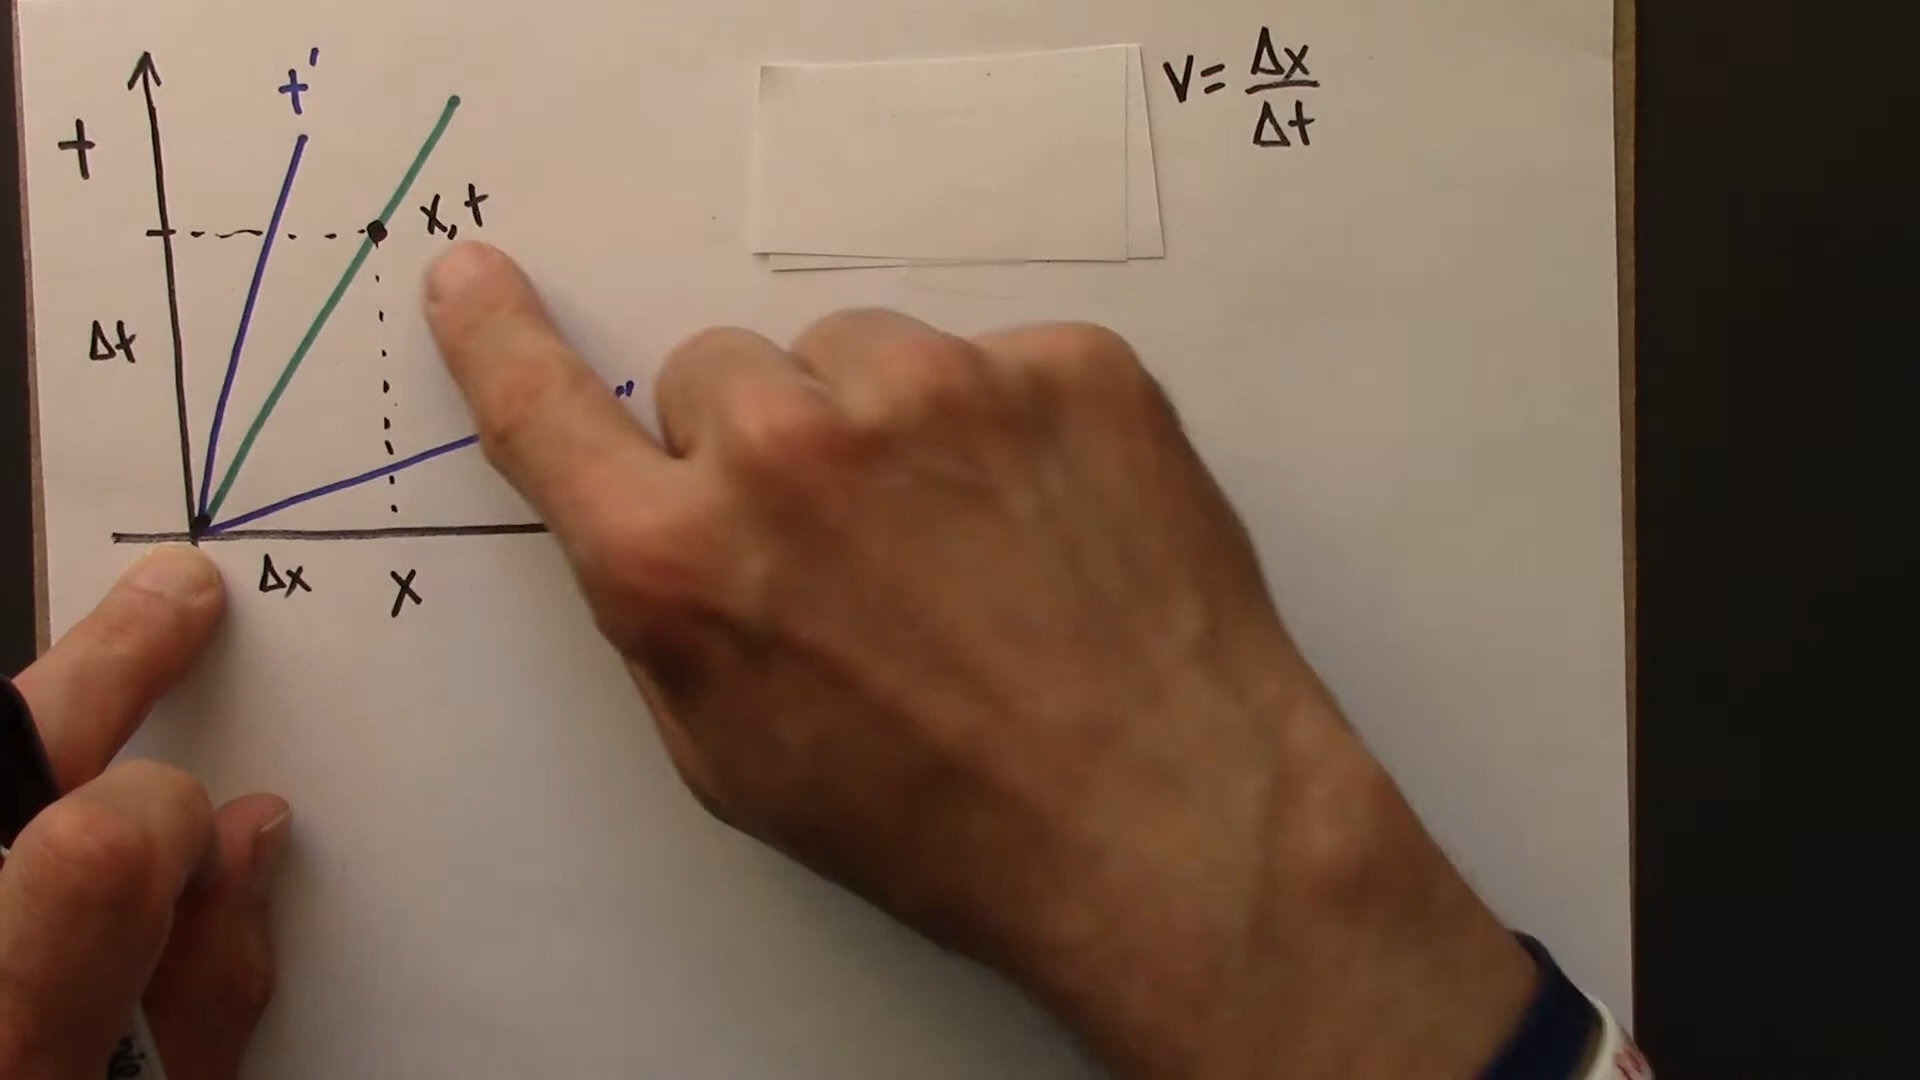 t'
t
x, t
Δt
Δx
x
V = Δx/Δt